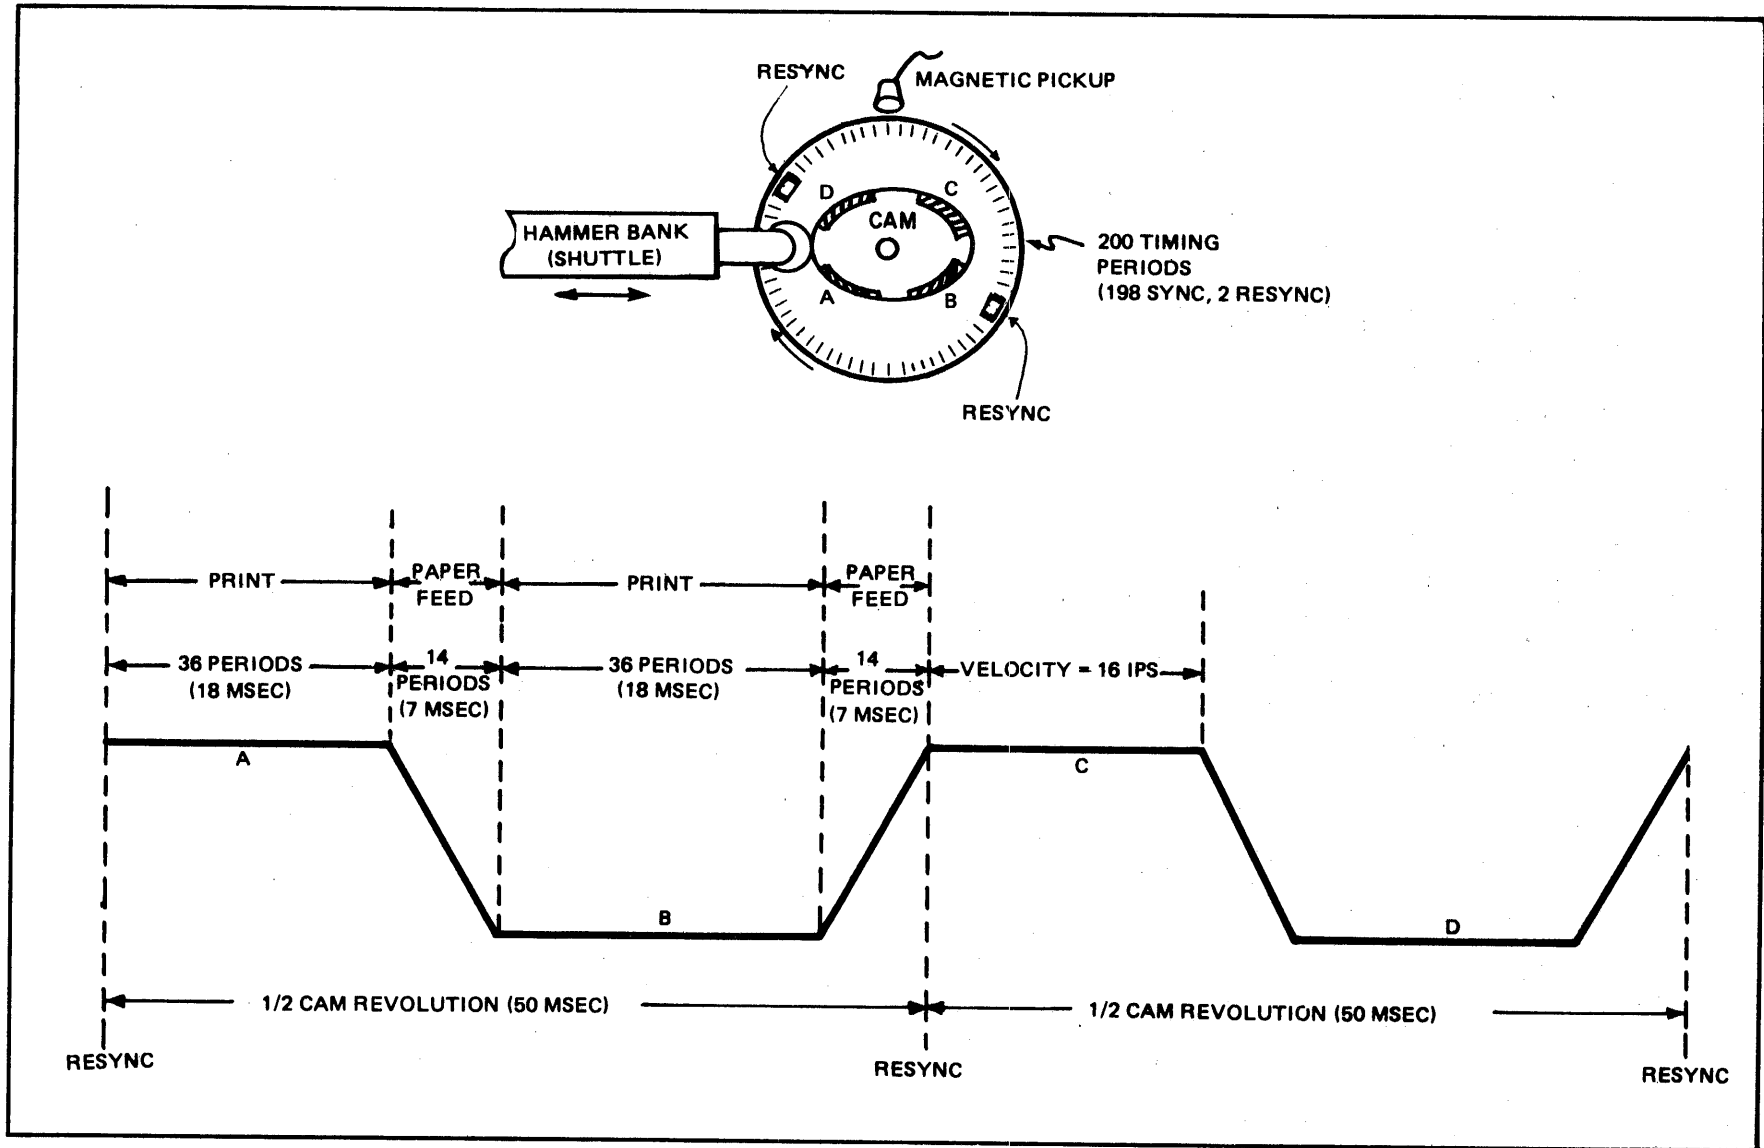 RESYNC
MAGNETIC PICKUP
D
C
CAM
HAMMER BANK
(SHUTTLE)
200 TIMING
PERIODS
(198 SYNC, 2 RESYNC)
A
B
RESYNC
PRINT
PAPER
FEED
PRINT
PAPER
FEED
36 PERIODS
(18 MSEC)
14
PERIODS
(7 MSEC)
36 PERIODS
(18 MSEC)
14
PERIODS
(7 MSEC)
VELOCITY = 16 IPS
A
C
B
D
1/2 CAM REVOLUTION (50 MSEC)
1/2 CAM REVOLUTION (50 MSEC)
RESYNC
RESYNC
RESYNC